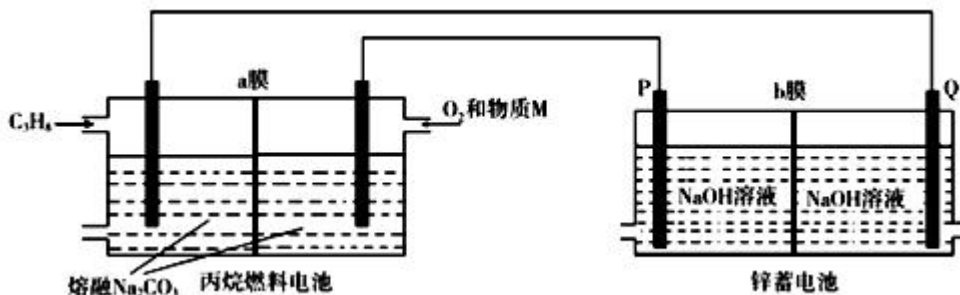 a膜
C₃H₈
O₂和物质M
P
b膜
Q
NaOH溶液
NaOH溶液
熔融Na₂CO₃
丙烷燃料电池
锌蓄电池